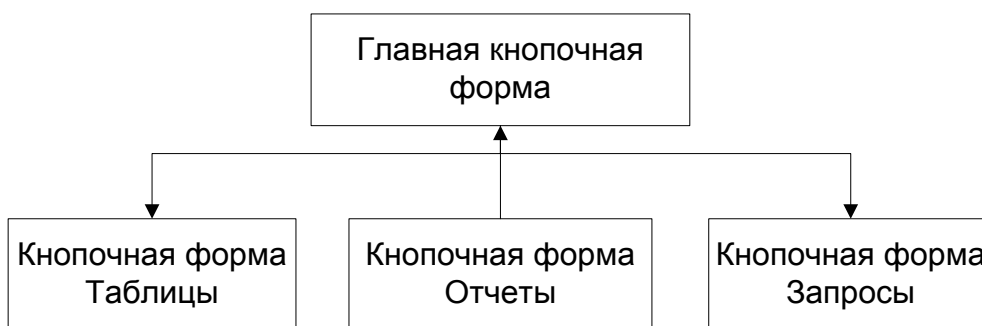 Главная кнопочная
форма
Кнопочная форма
Таблицы
Кнопочная форма
Отчеты
Кнопочная форма
Запросы